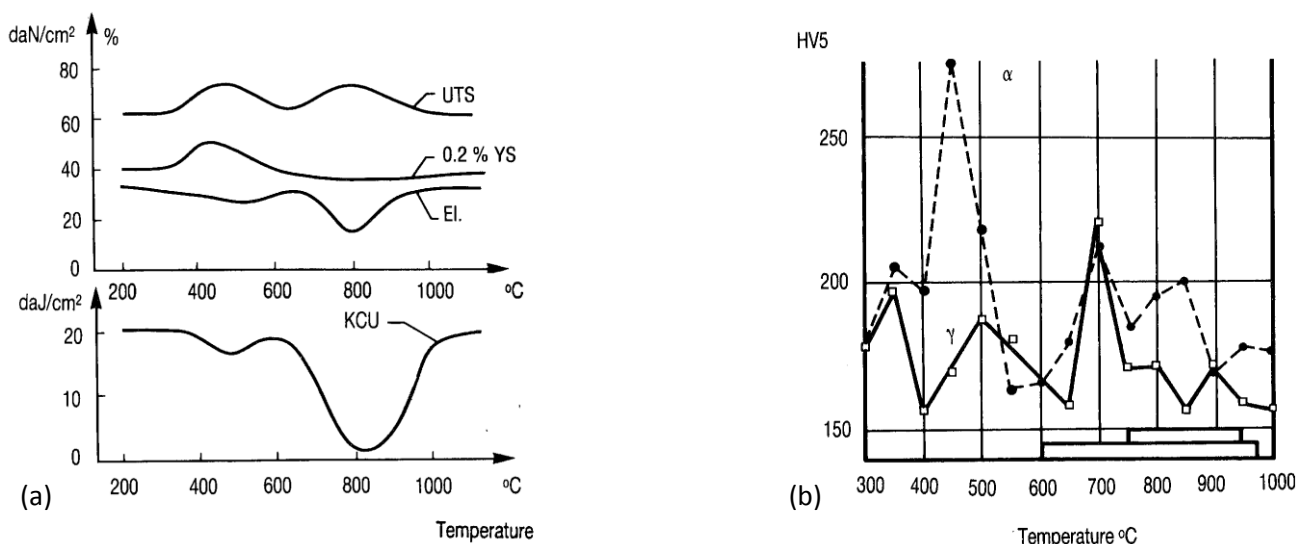 daN/cm² %
80
60
40
20
0
UTS
0.2 % YS
El.
200 400 600 800 1000 °C
daJ/cm²
20
10
0
KCU
200 400 600 800 1000 °C
(a)
Temperature
HV5
250
200
150
α
γ
300 400 500 600 700 800 900 1000
(b)
Temperature °C